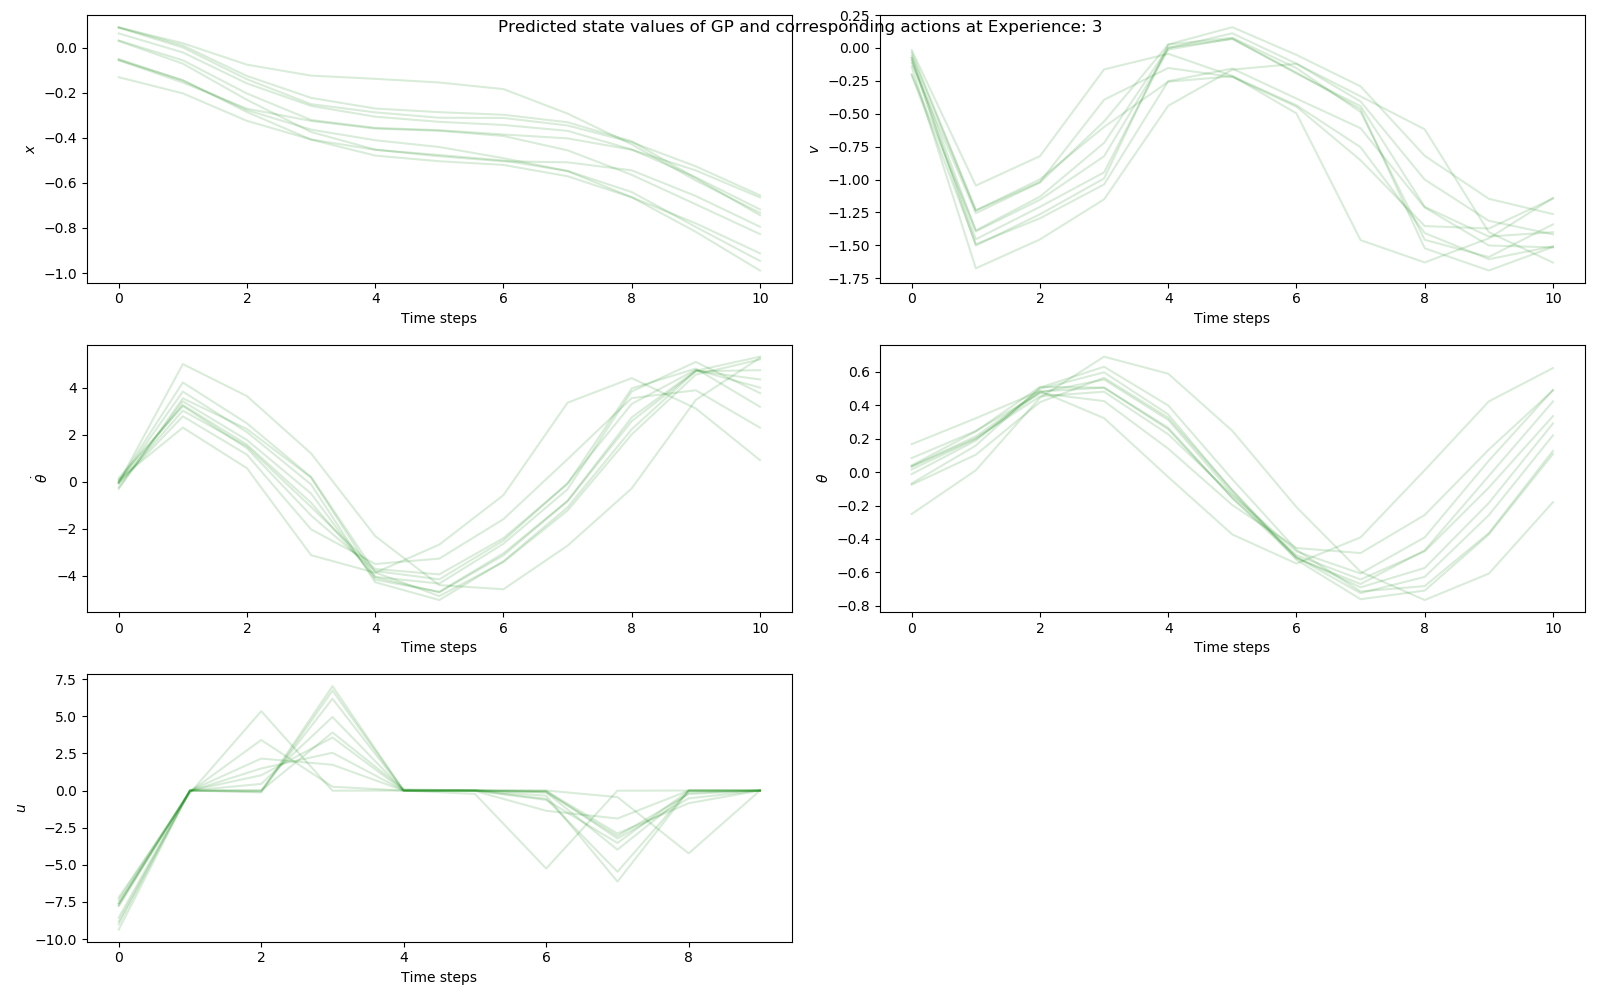 Predicted state values of GP and corresponding actions at Experience: 3
0.0
−0.2
−0.4
−0.6
−0.8
−1.0
x
0 2 4 6 8 10
Time steps
0.25
0.00
−0.25
−0.50
−0.75
−1.00
−1.25
−1.50
−1.75
v
0 2 4 6 8 10
Time steps
4
2
0
−2
−4
θ̇
0 2 4 6 8 10
Time steps
0.6
0.4
0.2
0.0
−0.2
−0.4
−0.6
−0.8
θ
0 2 4 6 8 10
Time steps
7.5
5.0
2.5
0.0
−2.5
−5.0
−7.5
−10.0
u
0 2 4 6 8
Time steps